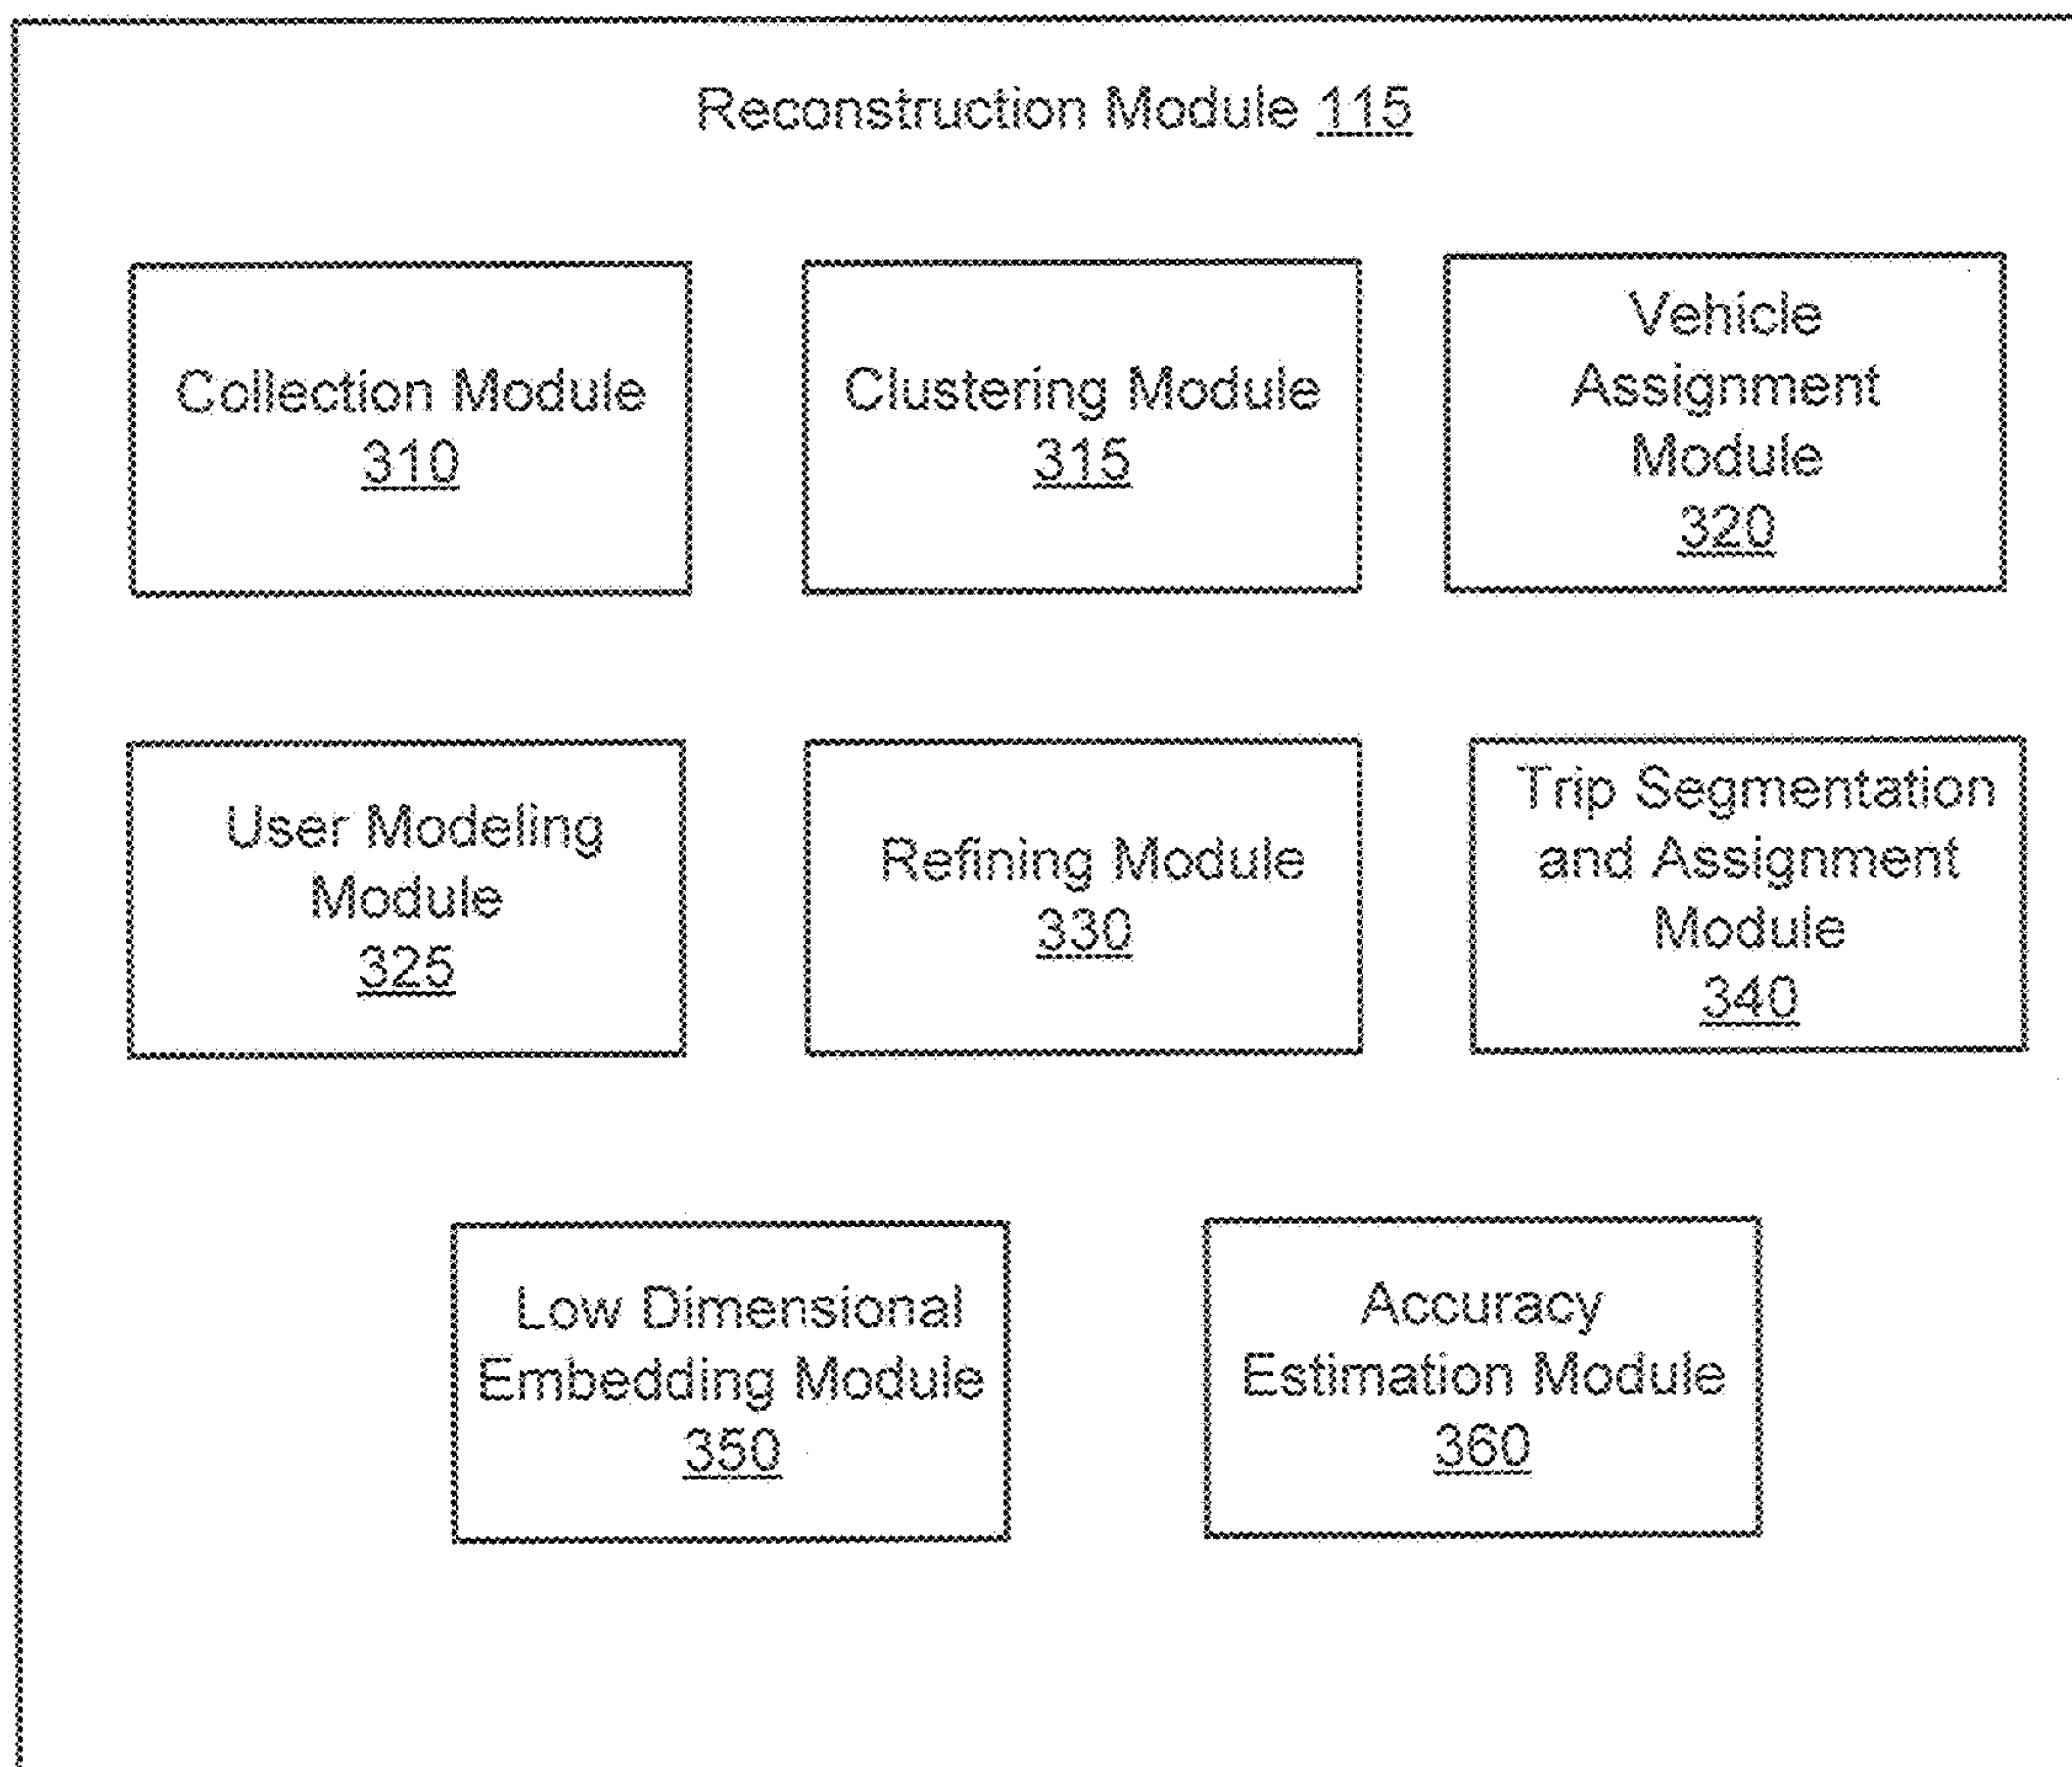 Reconstruction Module 115
Collection Module
310
Clustering Module
315
Vehicle
Assignment
Module
320
User Modeling
Module
325
Refining Module
330
Trip Segmentation
and Assignment
Module
340
Low Dimensional
Embedding Module
350
Accuracy
Estimation Module
360